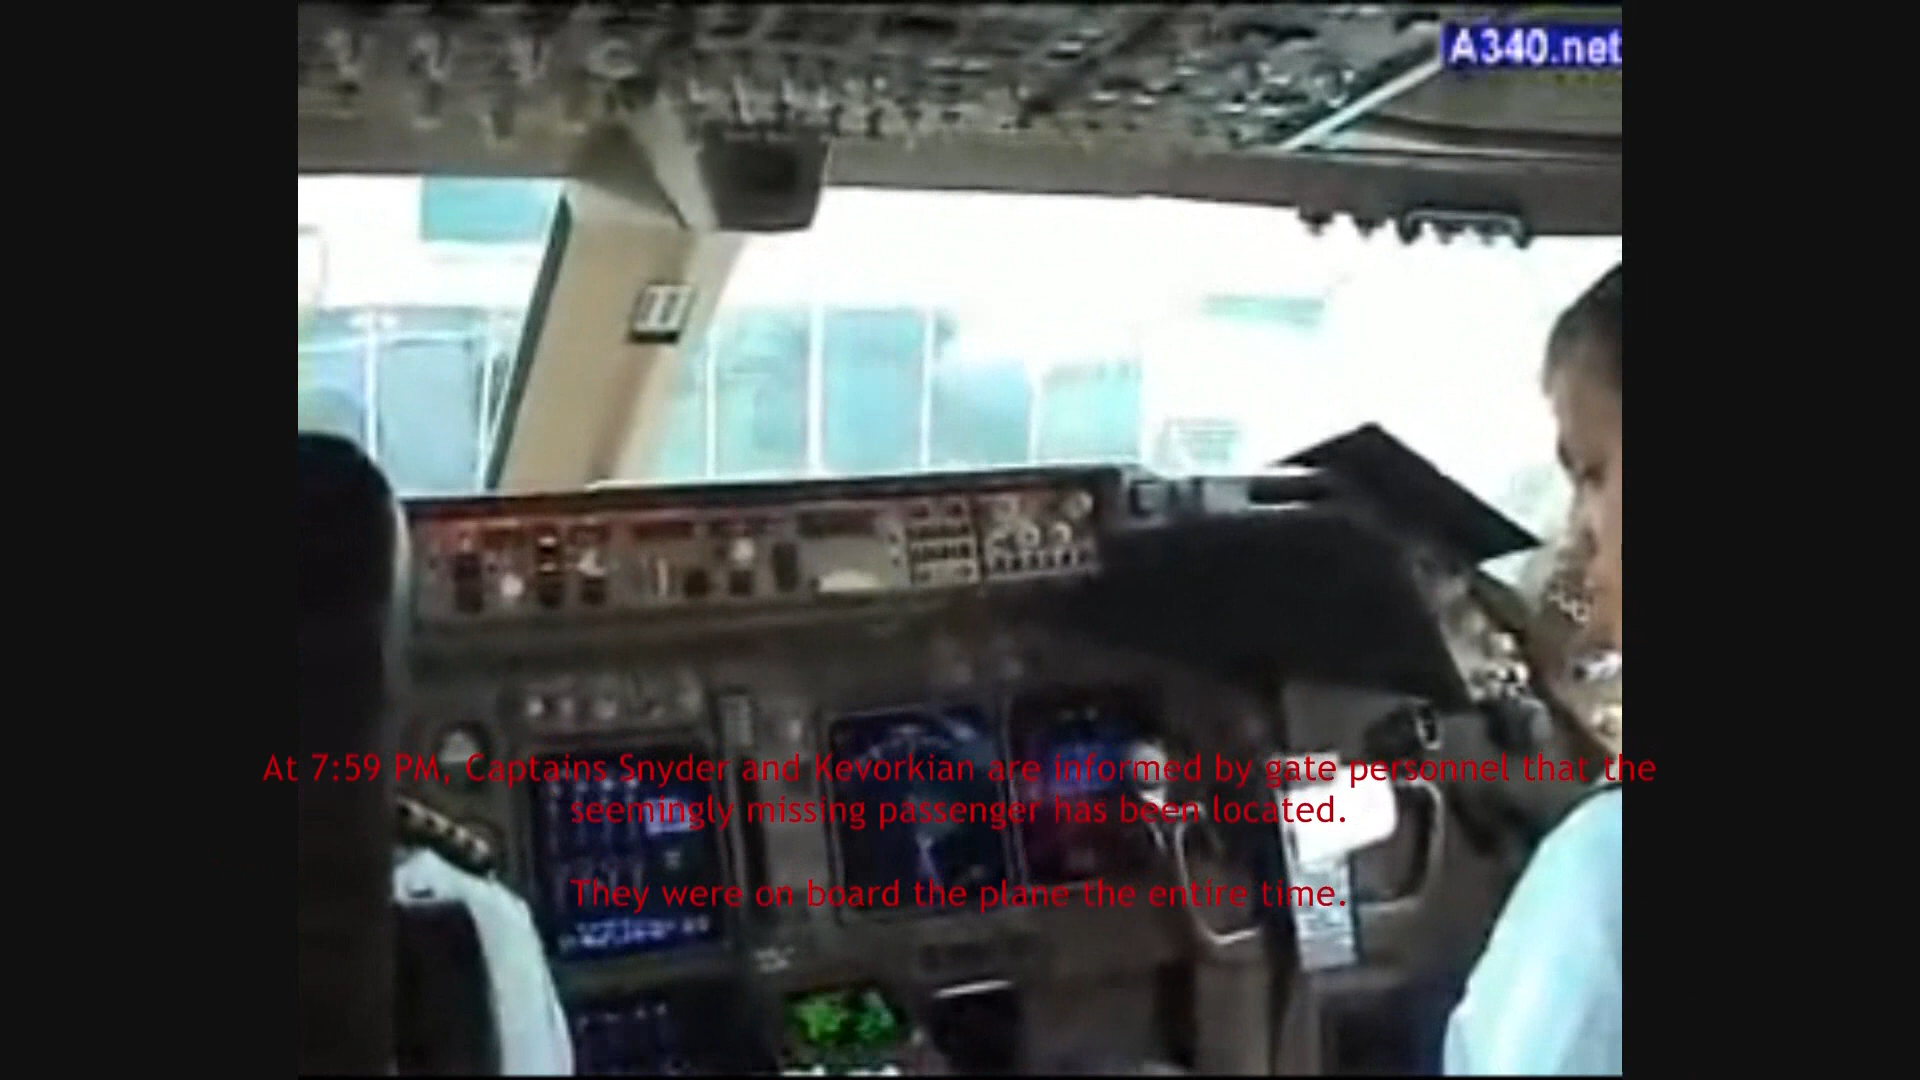 A340.net
At 7:59 PM, Captains Snyder and Kevorkian are informed by gate personnel that the
seemingly missing passenger has been located.
They were on board the plane the entire time.